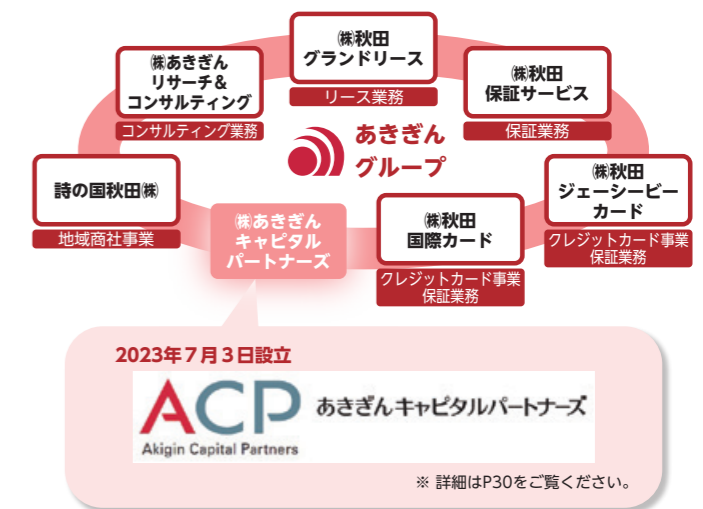 ㈱秋田
グランドリース
リース業務
㈱あきぎん
リサーチ&
コンサルティング
コンサルティング業務
㈱秋田
保証サービス
保証業務
あきぎん
グループ
詩の国秋田㈱
地域商社事業
㈱あきぎん
キャピタル
パートナーズ
㈱秋田
国際カード
クレジットカード事業
保証業務
㈱秋田
ジェーシービー
カード
クレジットカード事業
保証業務
2023年7月3日設立
ACP
Akigin Capital Partners
あきぎんキャピタルパートナーズ
※ 詳細はP30をご覧ください。